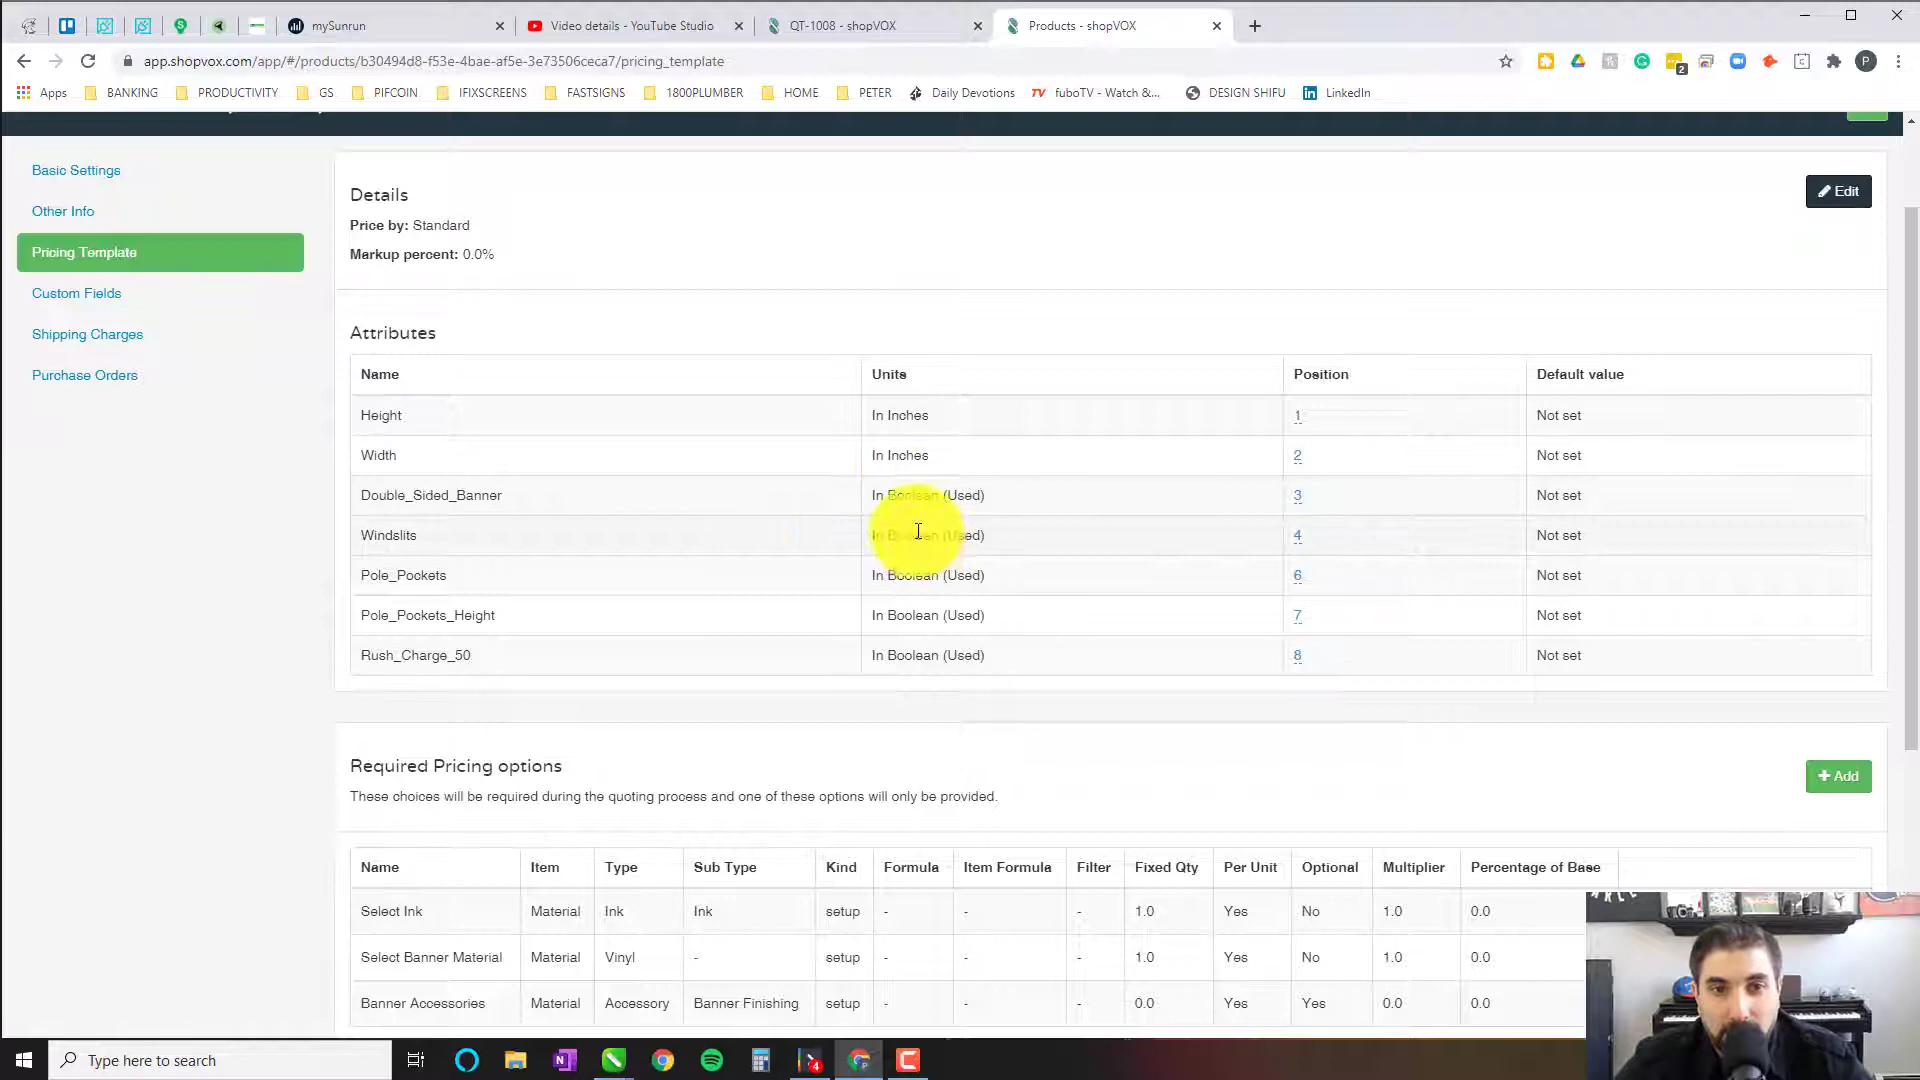 mySunrun
Video details - YouTube Studio
QT-1008 - shopVOX
Products - shopVOX
app.shopvox.com/app/#/products/b30494d8-f53e-4bae-af5e-3e73506ceca7/pricing_template
2
P
Apps
BANKING
PRODUCTIVITY
GS
PIFCOIN
IFIXSCREENS
FASTSIGNS
1800PLUMBER
HOME
PETER
Daily Devotions
fuboTV - Watch &...
DESIGN SHIFU
LinkedIn
Basic Settings
Other Info
Pricing Template
Custom Fields
Shipping Charges
Purchase Orders
Details
Edit
Price by: Standard
Markup percent: 0.0%
Attributes
Name Units Position Default value
Height In Inches 1 Not set
Width In Inches 2 Not set
Double_Sided_Banner In Boolean (Used) 3 Not set
Windslits In Boolean (Used) 4 Not set
Pole_Pockets In Boolean (Used) 6 Not set
Pole_Pockets_Height In Boolean (Used) 7 Not set
Rush_Charge_50 In Boolean (Used) 8 Not set
Required Pricing options
+ Add
These choices will be required during the quoting process and one of these options will only be provided.
Name Item Type Sub Type Kind Formula Item Formula Filter Fixed Qty Per Unit Optional Multiplier Percentage of Base
Select Ink Material Ink Ink setup - - - 1.0 Yes No 1.0 0.0
Select Banner Material Material Vinyl - setup - - - 1.0 Yes No 1.0 0.0
Banner Accessories Material Accessory Banner Finishing setup - - - 0.0 Yes Yes 0.0 0.0
Type here to search
4